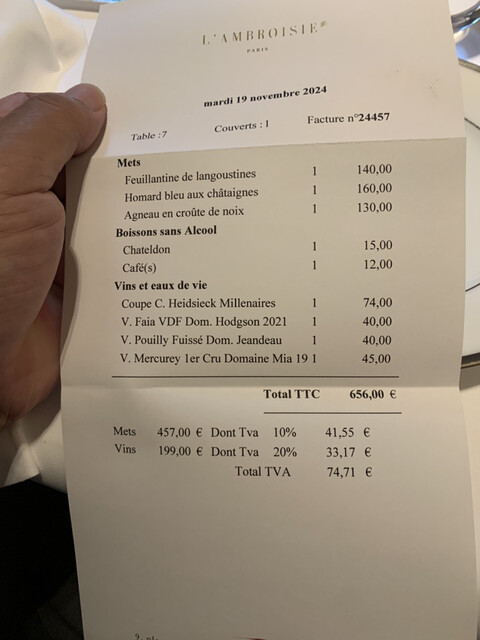 L'AMBROISIE
PARIS
mardi 19 novembre 2024
Table :7 Couverts : 1 Facture n°24457
Mets
Feuillantine de langoustines 1 140,00
Homard bleu aux châtaignes 1 160,00
Agneau en croûte de noix 1 130,00
Boissons sans Alcool
Chateldon 1 15,00
Café(s) 1 12,00
Vins et eaux de vie
Coupe C. Heidsieck Millenaires 1 74,00
V. Faia VDF Dom. Hodgson 2021 1 40,00
V. Pouilly Fuissé Dom. Jeandeau 1 40,00
V. Mercurey 1er Cru Domaine Mia 19 1 45,00
Total TTC 656,00 €
Mets 457,00 € Dont Tva 10% 41,55 €
Vins 199,00 € Dont Tva 20% 33,17 €
Total TVA 74,71 €